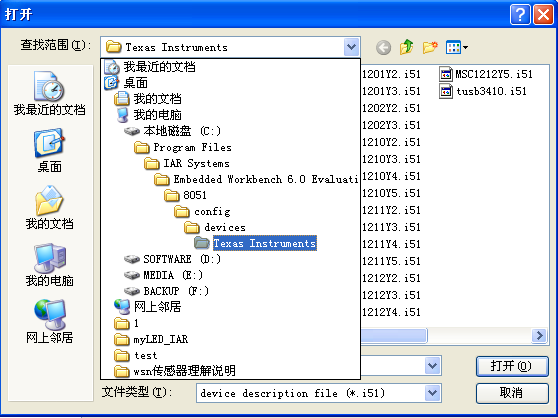 打开
查找范围(I):
Texas Instruments
我最近的文档
桌面
我的文档
我的电脑
本地磁盘 (C:)
Program Files
IAR Systems
Embedded Workbench 6.0 Evaluati
8051
config
devices
Texas Instruments
SOFTWARE (D:)
MEDIA (E:)
BACKUP (F:)
网上邻居
1
myLED_IAR
test
wsn传感器理解说明
我最近的文档
桌面
我的文档
我的电脑
网上邻居
1201Y2.i51
1201Y3.i51
1202Y2.i51
1202Y3.i51
1210Y2.i51
1210Y3.i51
1210Y4.i51
1210Y5.i51
1211Y2.i51
1211Y3.i51
1211Y4.i51
1211Y5.i51
1212Y2.i51
1212Y3.i51
1212Y4.i51
MSC1212Y5.i51
tusb3410.i51
打开(O)
文件类型(T):
device description file (*.i51)
取消